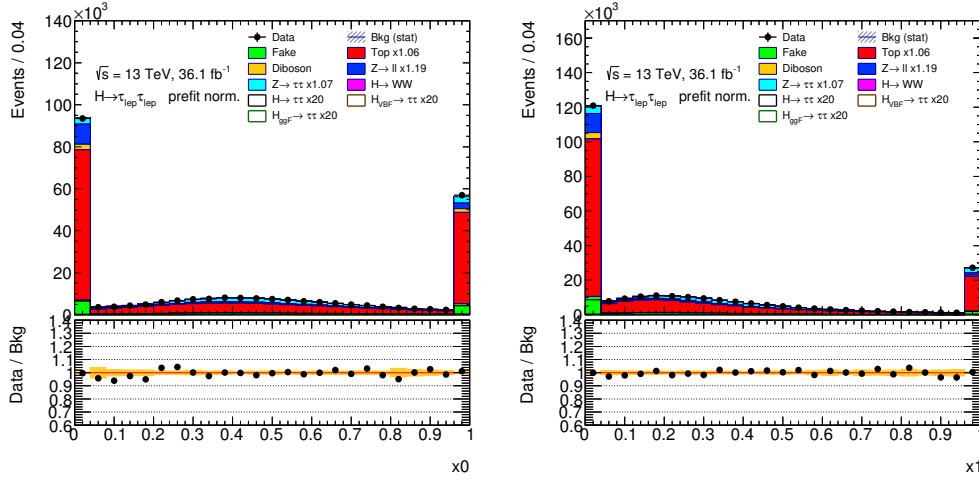 ×10³
Events / 0.04
140
120
100
80
60
40
20
0
Data
Bkg (stat)
Fake
Top x1.06
Diboson
Z→ ll x1.19
Z→ ττ x1.07
H→ WW
H→ ττ x20
H_VBF→ ττ x20
H_ggF→ ττ x20
√s = 13 TeV, 36.1 fb⁻¹
H→τ_lep τ_lep prefit norm.
Data / Bkg
1.4
1.3
1.2
1.1
1
0.9
0.8
0.7
0.6
0 0.1 0.2 0.3 0.4 0.5 0.6 0.7 0.8 0.9 1
x0
×10³
Events / 0.04
160
140
120
100
80
60
40
20
0
Data
Bkg (stat)
Fake
Top x1.06
Diboson
Z→ ll x1.19
Z→ ττ x1.07
H→ WW
H→ ττ x20
H_VBF→ ττ x20
H_ggF→ ττ x20
√s = 13 TeV, 36.1 fb⁻¹
H→τ_lep τ_lep prefit norm.
Data / Bkg
1.4
1.3
1.2
1.1
1
0.9
0.8
0.7
0.6
0 0.1 0.2 0.3 0.4 0.5 0.6 0.7 0.8 0.9 1
x1